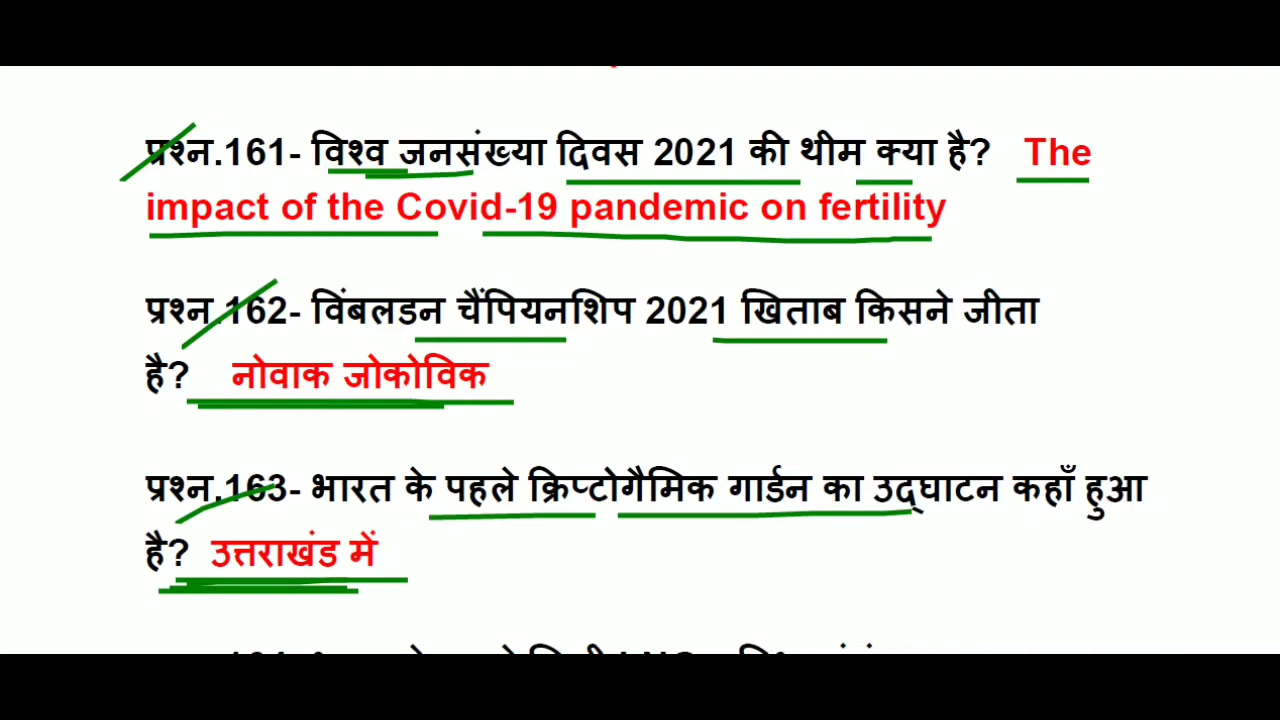 प्रश्न.161- विश्व जनसंख्या दिवस 2021 की थीम क्या है? The
impact of the Covid-19 pandemic on fertility
प्रश्न.162- विंबलडन चैंपियनशिप 2021 खिताब किसने जीता
है? नोवाक जोकोविक
प्रश्न.163- भारत के पहले क्रिप्टोगैमिक गार्डन का उद्घाटन कहाँ हुआ
है? उत्तराखंड में